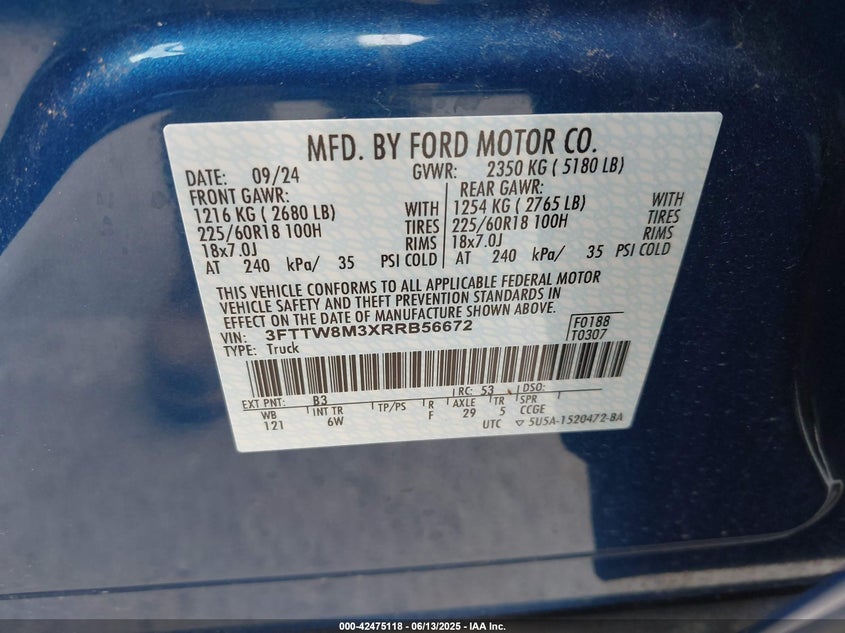 MFD. BY FORD MOTOR CO.
DATE: 09/24 GVWR: 2350 KG ( 5180 LB)
FRONT GAWR: REAR GAWR:
1216 KG ( 2680 LB) WITH 1254 KG ( 2765 LB) WITH
225/60R18 100H TIRES 225/60R18 100H TIRES
18x7.0J RIMS 18x7.0J RIMS
AT 240 kPa/ 35 PSI COLD AT 240 kPa/ 35 PSI COLD
THIS VEHICLE CONFORMS TO ALL APPLICABLE FEDERAL MOTOR
VEHICLE SAFETY AND THEFT PREVENTION STANDARDS IN
EFFECT ON THE DATE OF MANUFACTURE SHOWN ABOVE.
VIN: 3FTTW8M3XRRB56672 F0188
TYPE: Truck T0307
EXT PNT: B3 RC: 53 DSO:
WB INT TR TP/PS R AXLE TR SPR
121 6W F 29 5 CCGE
UTC ▽ 5U5A-1520472-BA
000-42475118 - 06/13/2025 - IAA Inc.